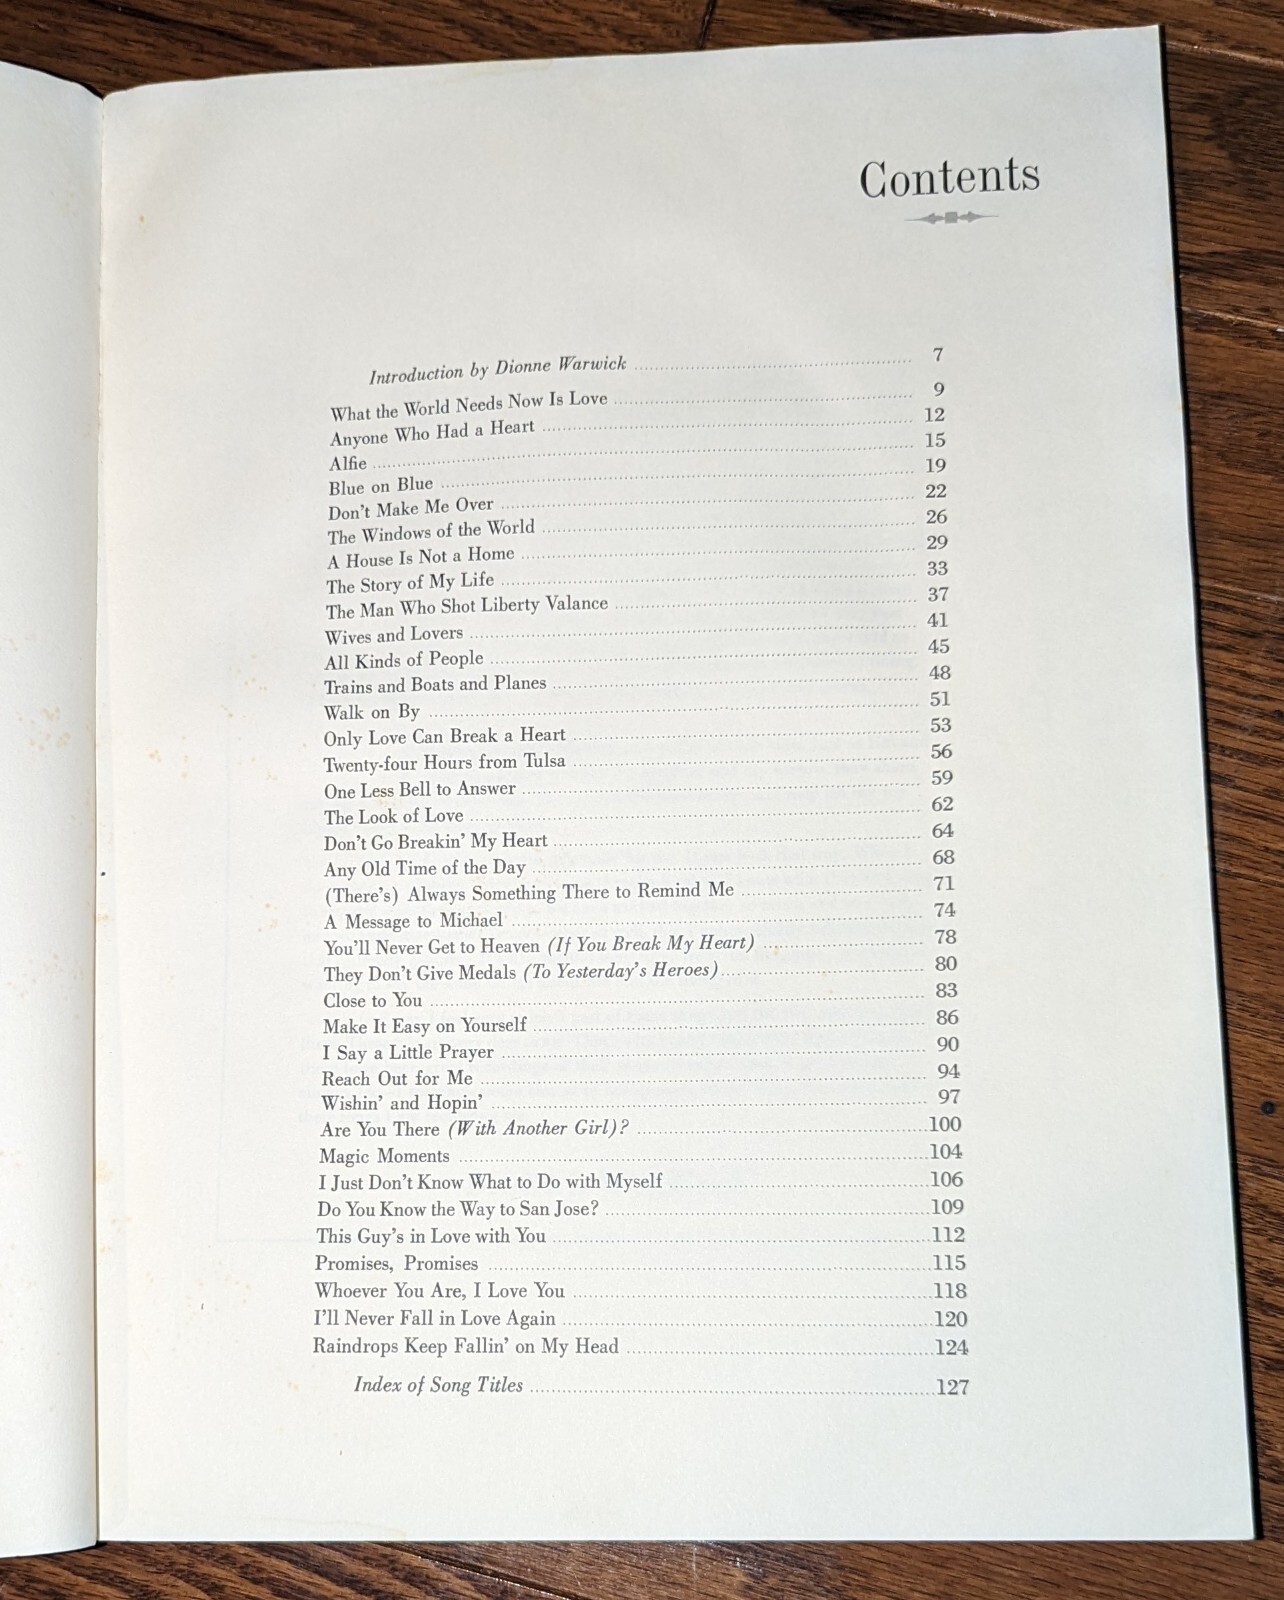 Contents
Introduction by Dionne Warwick 7
What the World Needs Now Is Love 9
Anyone Who Had a Heart 12
Alfie 15
Blue on Blue 19
Don't Make Me Over 22
The Windows of the World 26
A House Is Not a Home 29
The Story of My Life 33
The Man Who Shot Liberty Valance 37
Wives and Lovers 41
All Kinds of People 45
Trains and Boats and Planes 48
Walk on By 51
Only Love Can Break a Heart 53
Twenty-four Hours from Tulsa 56
One Less Bell to Answer 59
The Look of Love 62
Don't Go Breakin' My Heart 64
Any Old Time of the Day 68
(There's) Always Something There to Remind Me 71
A Message to Michael 74
You'll Never Get to Heaven (If You Break My Heart) 78
They Don't Give Medals (To Yesterday's Heroes) 80
Close to You 83
Make It Easy on Yourself 86
I Say a Little Prayer 90
Reach Out for Me 94
Wishin' and Hopin' 97
Are You There (With Another Girl)? 100
Magic Moments 104
I Just Don't Know What to Do with Myself 106
Do You Know the Way to San Jose? 109
This Guy's in Love with You 112
Promises, Promises 115
Whoever You Are, I Love You 118
I'll Never Fall in Love Again 120
Raindrops Keep Fallin' on My Head 124
Index of Song Titles 127